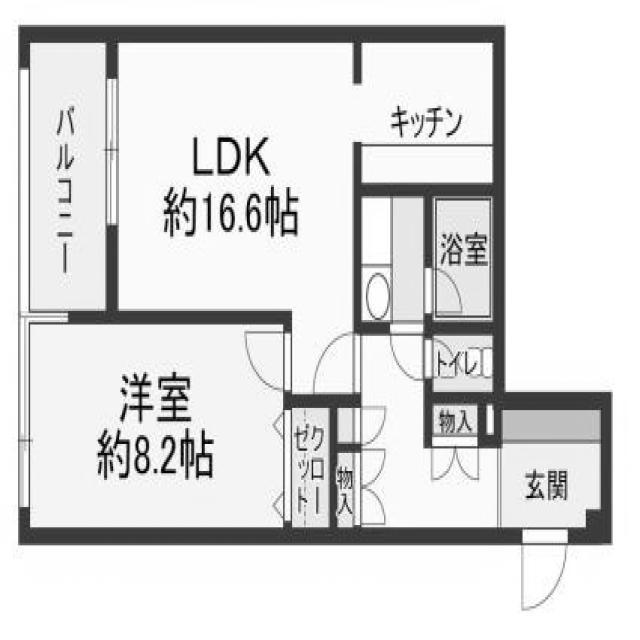 キッチン
バルコニー
LDK
約16.6帖
浴室
トイレ
洋室
約8.2帖
クロー
ゼット
物入
物入
玄関